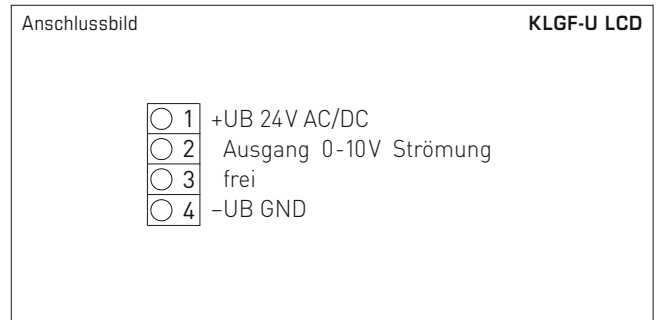 Anschlussbild KLGF-U LCD
1 +UB 24V AC/DC
2 Ausgang 0-10V Strömung
3 frei
4 –UB GND